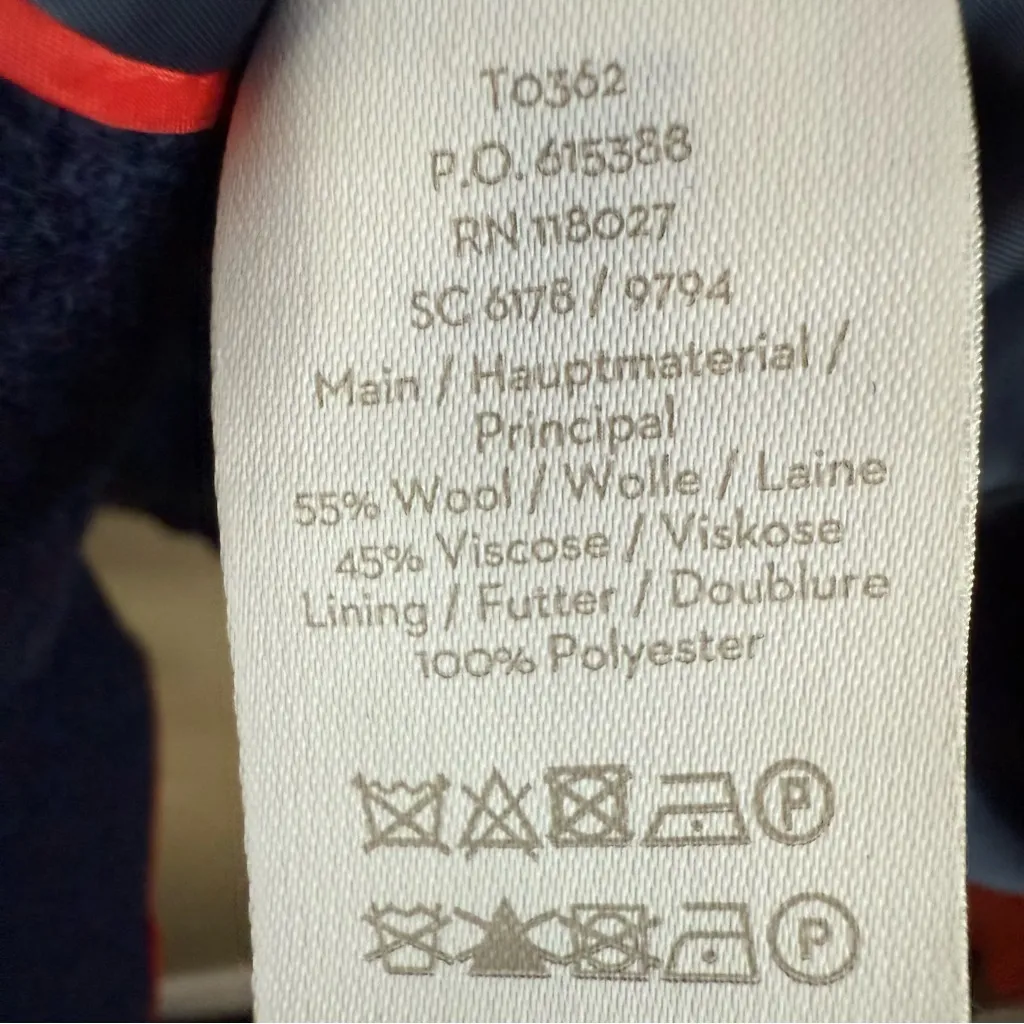 T0362
P.O. 615388
RN 118027
SC 6178 / 9794
Main / Hauptmaterial /
Principal
55% Wool / Wolle / Laine
45% Viscose / Viskose
Lining / Futter / Doublure
100% Polyester
P
P